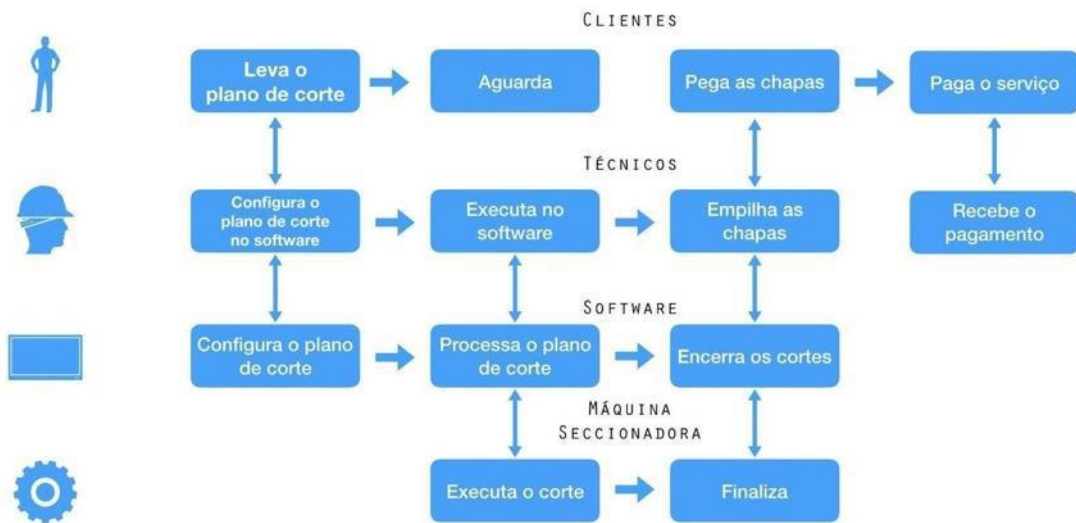 CLIENTES
Leva o
plano de corte
Aguarda
Pega as chapas
Paga o serviço
TÉCNICOS
Configura o
plano de corte
no software
Executa no
software
Empilha as
chapas
Recebe o
pagamento
SOFTWARE
Configura o plano
de corte
Processa o plano
de corte
Encerra os cortes
MÁQUINA
SECCIONADORA
Executa o corte
Finaliza